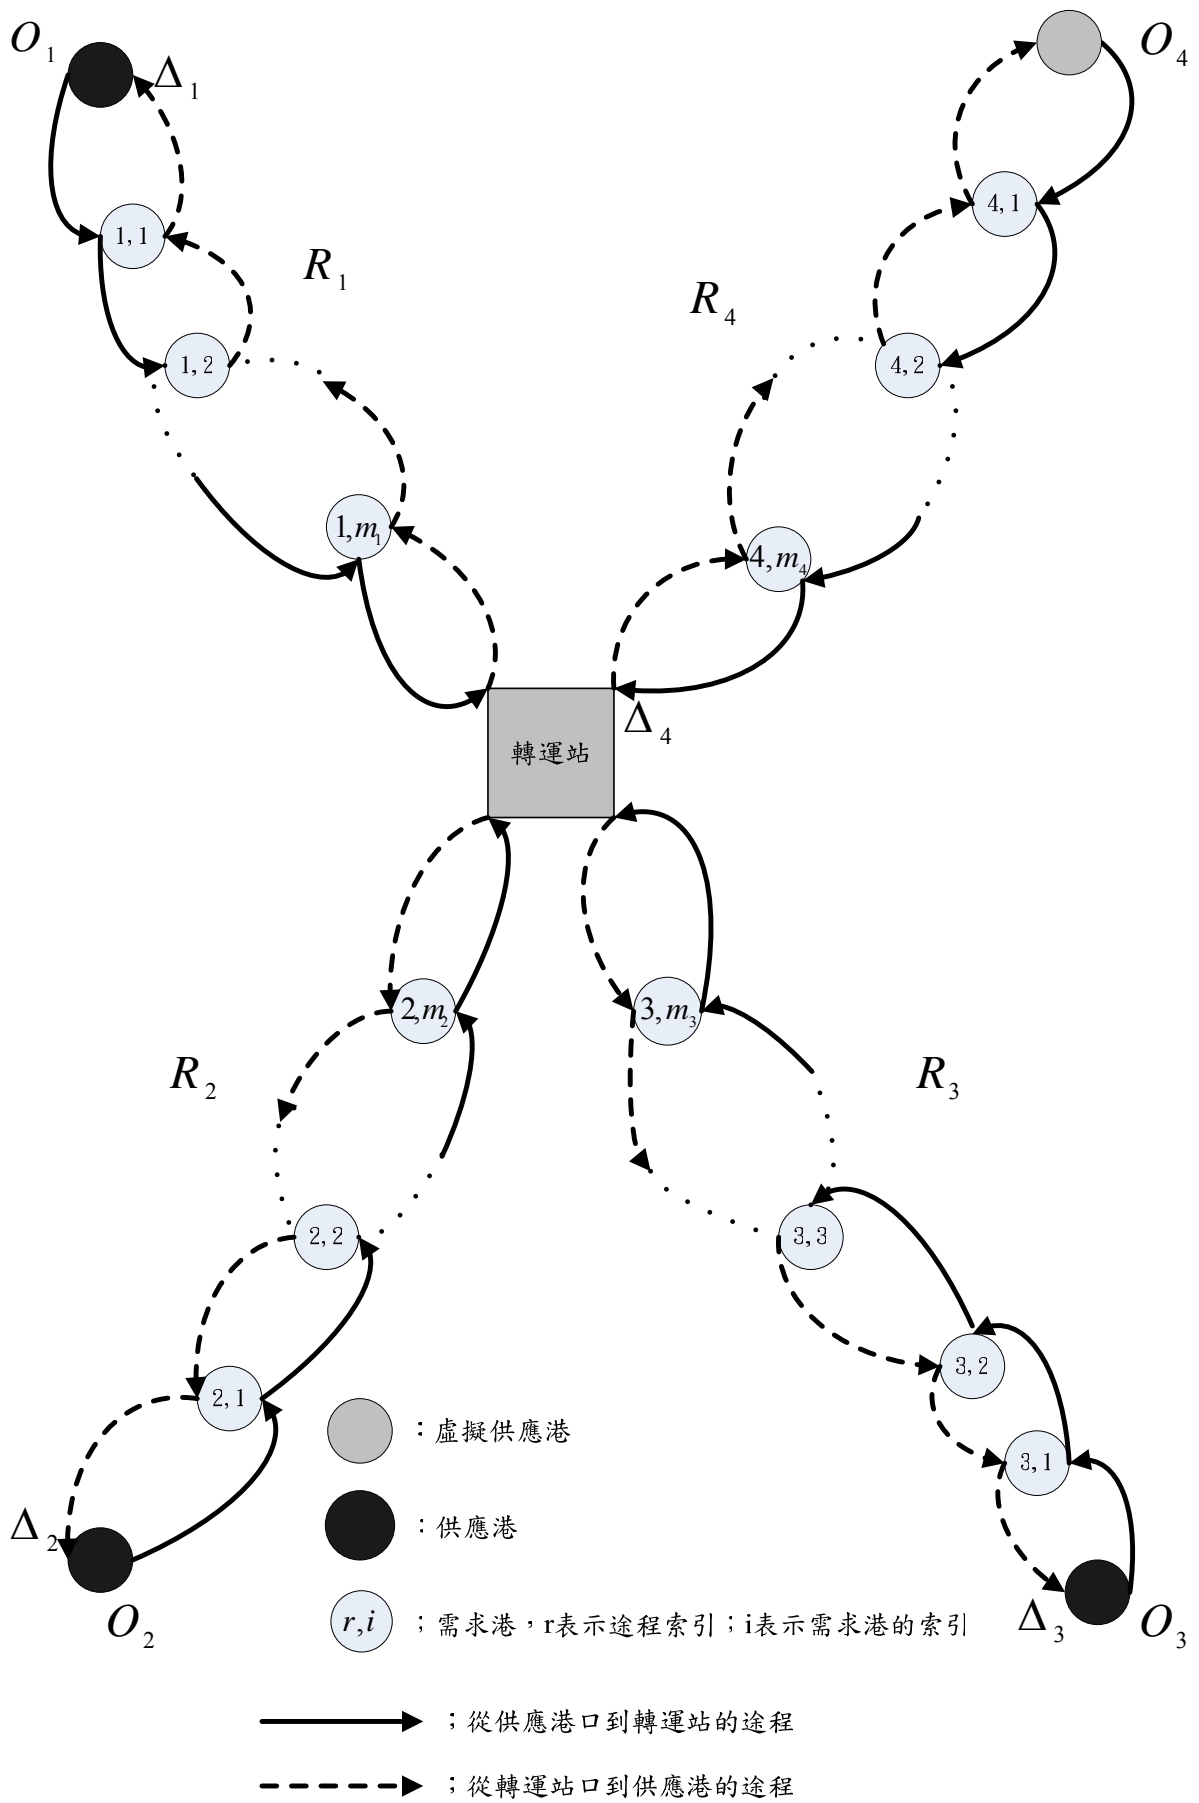 O₁
Δ₁
O₄
1,1
4,1
R₁
R₄
1,2
4,2
1,m₁
4,m₄
Δ₄
轉運站
2,m₂
3,m₃
R₂
R₃
2,2
3,3
3,2
2,1
3,1
：虛擬供應港
Δ₂
：供應港
O₂
r,i
；需求港，r表示途程索引；i表示需求港的索引
Δ₃
O₃
；從供應港口到轉運站的途程
；從轉運站口到供應港的途程